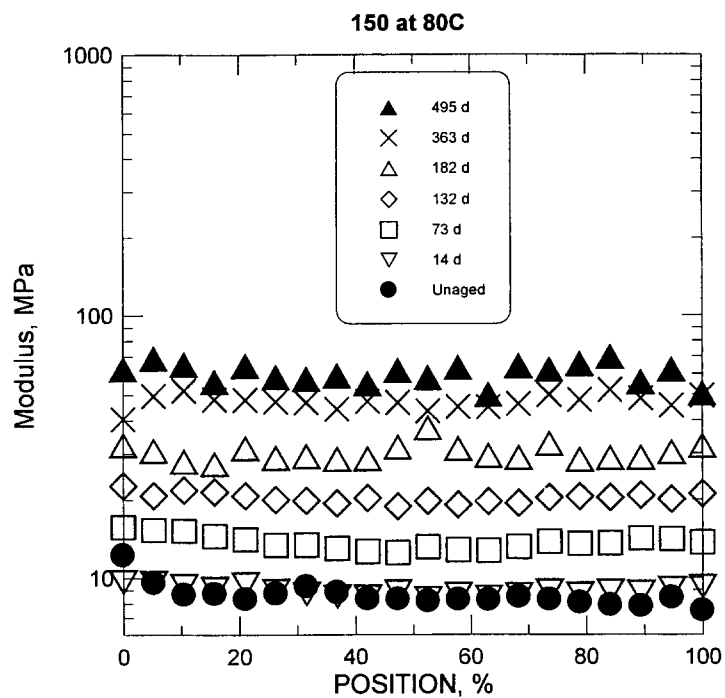 150 at 80C
1000
100
10
Modulus, MPa
495 d
363 d
182 d
132 d
73 d
14 d
Unaged
0
20
40
60
80
100
POSITION, %